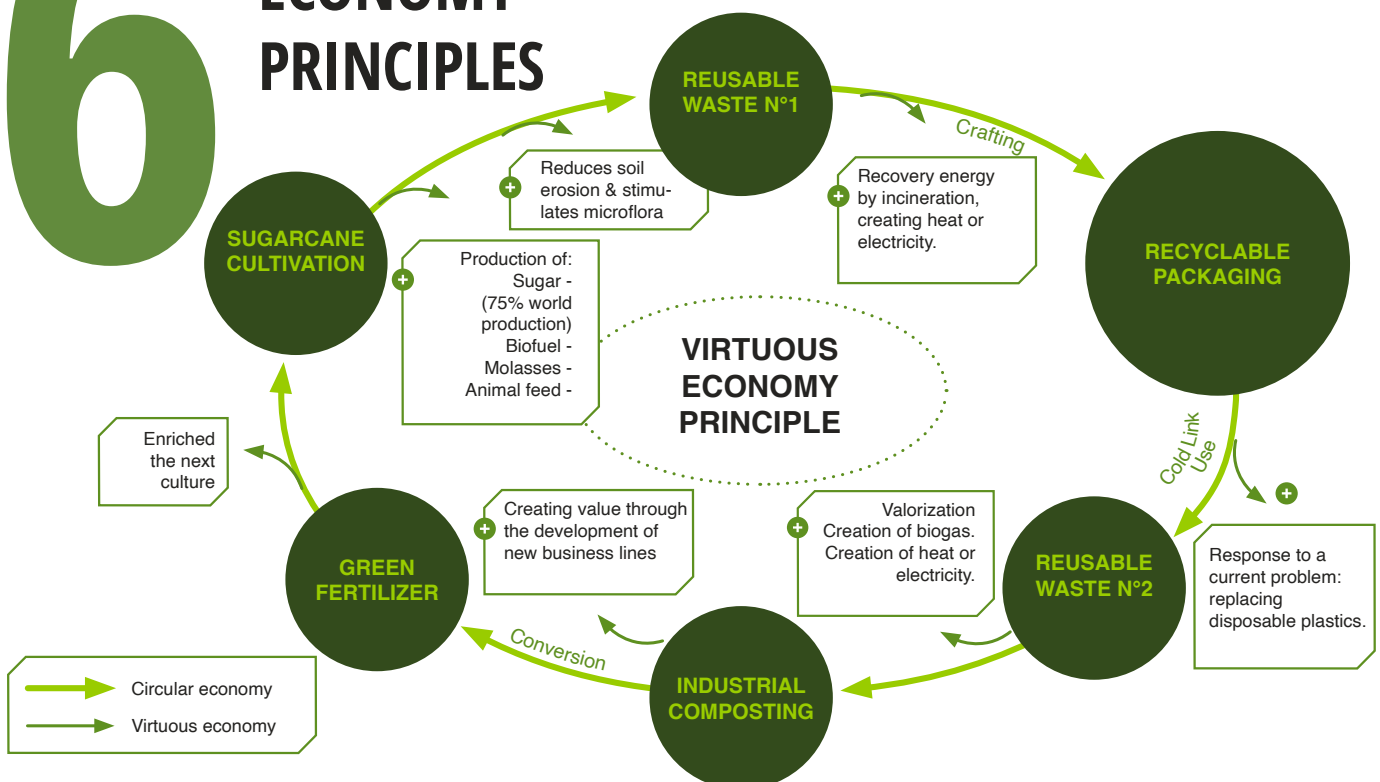 6
ECONOMY
PRINCIPLES
REUSABLE
WASTE N°1
Crafting
Reduces soil
erosion & stimu-
lates microflora
Recovery energy
by incineration,
creating heat or
electricity.
SUGARCANE
CULTIVATION
RECYCLABLE
PACKAGING
Production of:
Sugar -
(75% world
production)
Biofuel -
Molasses -
Animal feed -
VIRTUOUS
ECONOMY
PRINCIPLE
Cold Link
Use
Enriched
the next
culture
Creating value through
the development of
new business lines
Valorization
Creation of biogas.
Creation of heat or
electricity.
Response to a
current problem:
replacing
disposable plastics.
GREEN
FERTILIZER
REUSABLE
WASTE N°2
Conversion
INDUSTRIAL
COMPOSTING
Circular economy
Virtuous economy